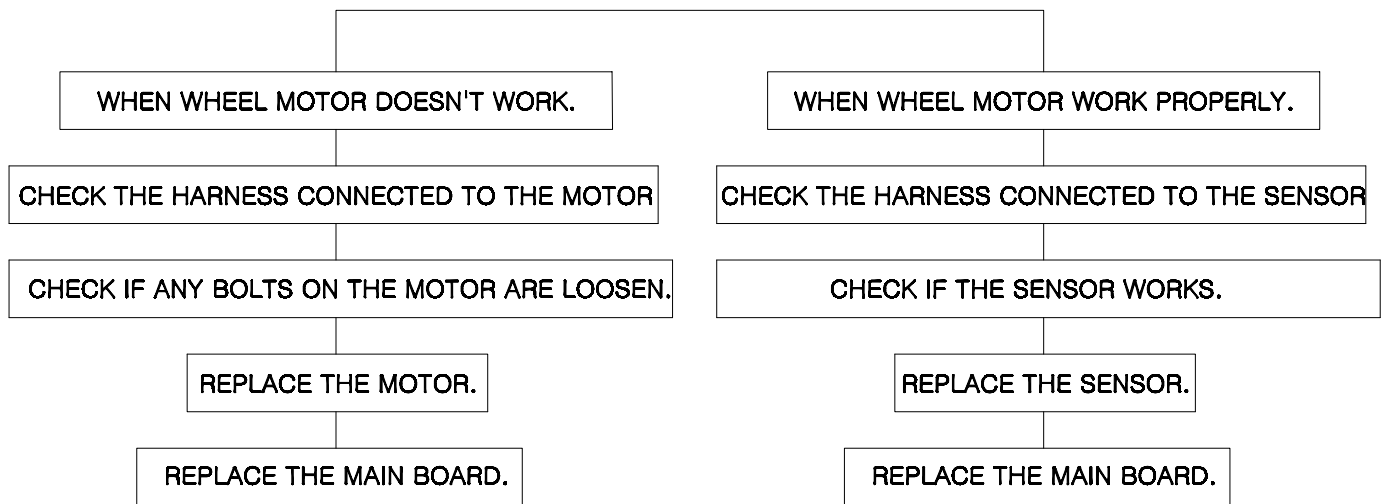 WHEN WHEEL MOTOR DOESN'T WORK.
CHECK THE HARNESS CONNECTED TO THE MOTOR
CHECK IF ANY BOLTS ON THE MOTOR ARE LOOSEN.
REPLACE THE MOTOR.
REPLACE THE MAIN BOARD.
WHEN WHEEL MOTOR WORK PROPERLY.
CHECK THE HARNESS CONNECTED TO THE SENSOR
CHECK IF THE SENSOR WORKS.
REPLACE THE SENSOR.
REPLACE THE MAIN BOARD.